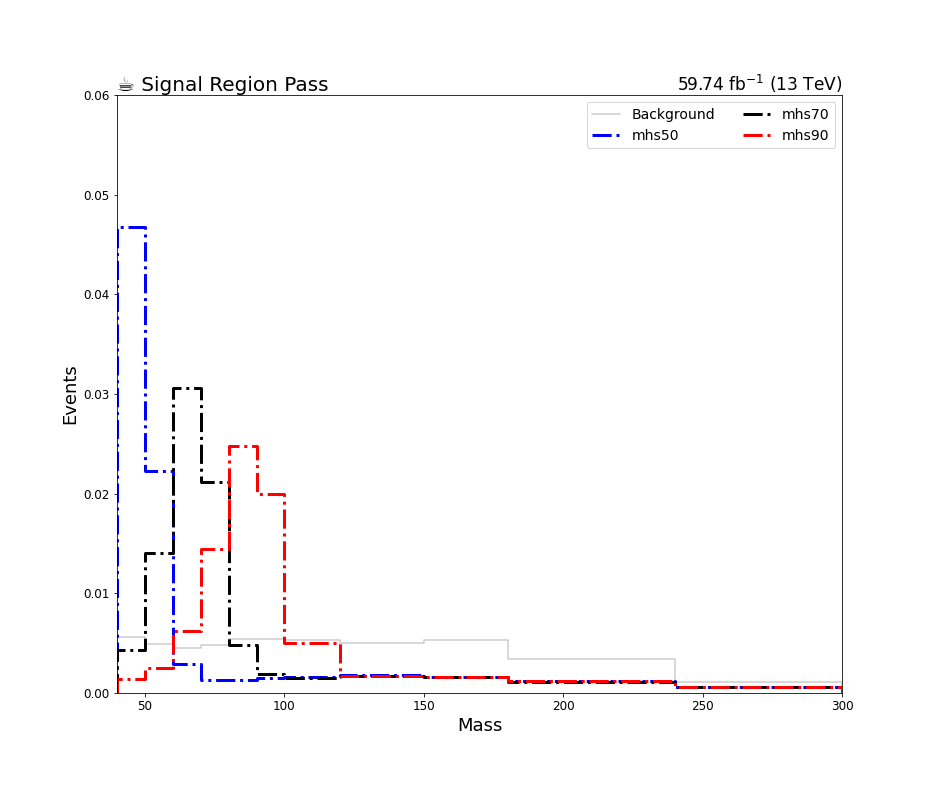 ☕ Signal Region Pass 59.74 fb⁻¹ (13 TeV)
0.06
Background mhs70
mhs50 mhs90
0.05
0.04
0.03
Events
0.02
0.01
0.00
50 100 150 200 250 300
Mass